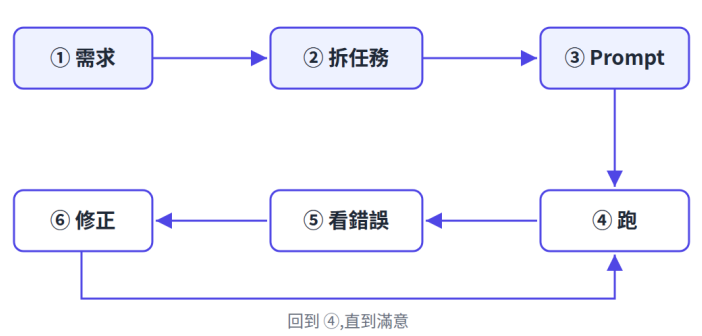 ① 需求
② 拆任務
③ Prompt
④ 跑
⑤ 看錯誤
⑥ 修正
回到 ④,直到滿意